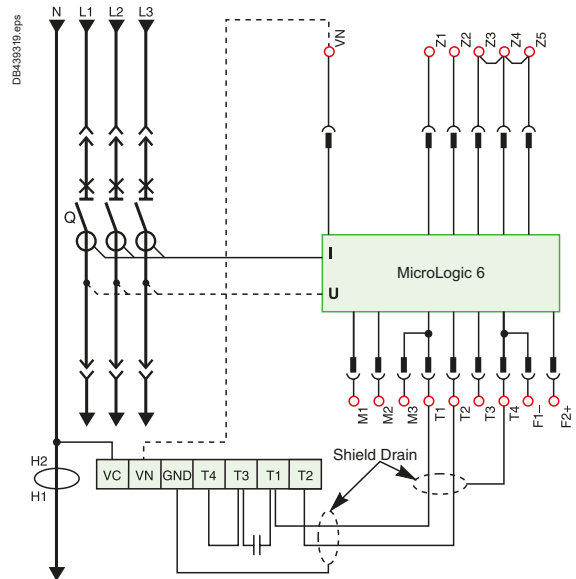 DB439319.eps
N L1 L2 L3
VN Z1 Z2 Z3 Z4 Z5
Q
I
MicroLogic 6
U
M1 M2 M3 T1 T2 T3 T4 F1– F2+
Shield Drain
H2
H1
VC VN GND T4 T3 T1 T2